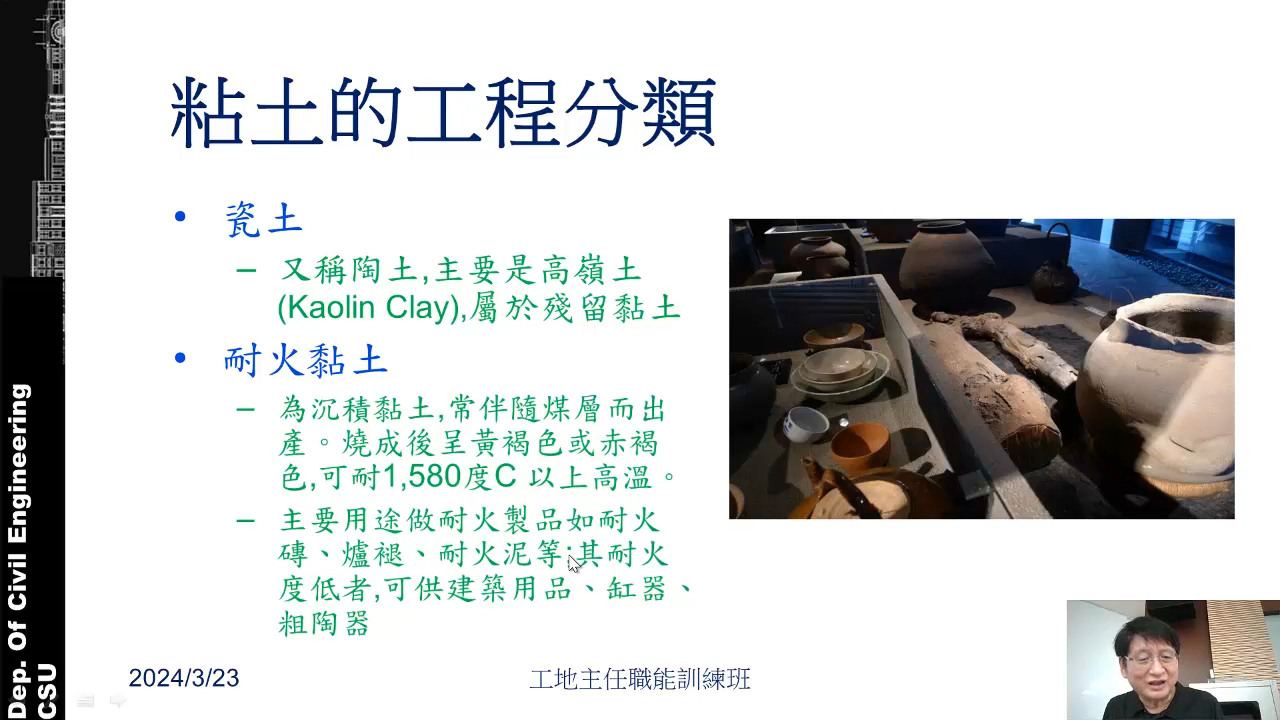 粘土的工程分類
• 瓷土
– 又稱陶土,主要是高嶺土
(Kaolin Clay),屬於殘留黏土
• 耐火黏土
– 為沉積黏土,常伴隨煤層而出
產。燒成後呈黃褐色或赤褐
色,可耐1,580度C 以上高溫。
– 主要用途做耐火製品如耐火
磚、爐褪、耐火泥等;其耐火
度低者,可供建築用品、缸器、
粗陶器
2024/3/23
工地主任職能訓練班
Dep. Of Civil Engineering
CSU